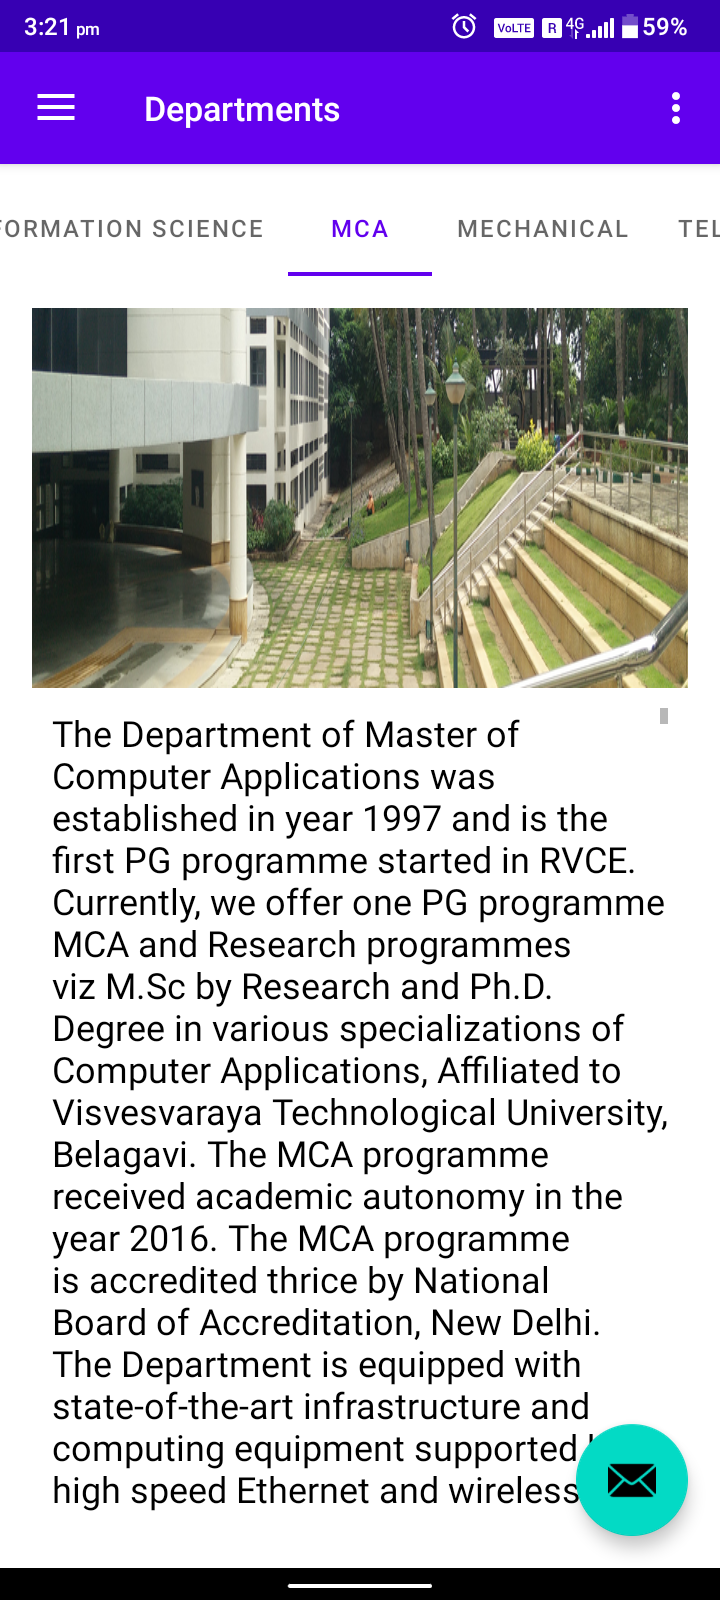 3:21 pm
VoLTE R 4G 59%
Departments
FORMATION SCIENCE MCA MECHANICAL TEL
The Department of Master of
Computer Applications was
established in year 1997 and is the
first PG programme started in RVCE.
Currently, we offer one PG programme
MCA and Research programmes
viz M.Sc by Research and Ph.D.
Degree in various specializations of
Computer Applications, Affiliated to
Visvesvaraya Technological University,
Belagavi. The MCA programme
received academic autonomy in the
year 2016. The MCA programme
is accredited thrice by National
Board of Accreditation, New Delhi.
The Department is equipped with
state-of-the-art infrastructure and
computing equipment supported
high speed Ethernet and wireless